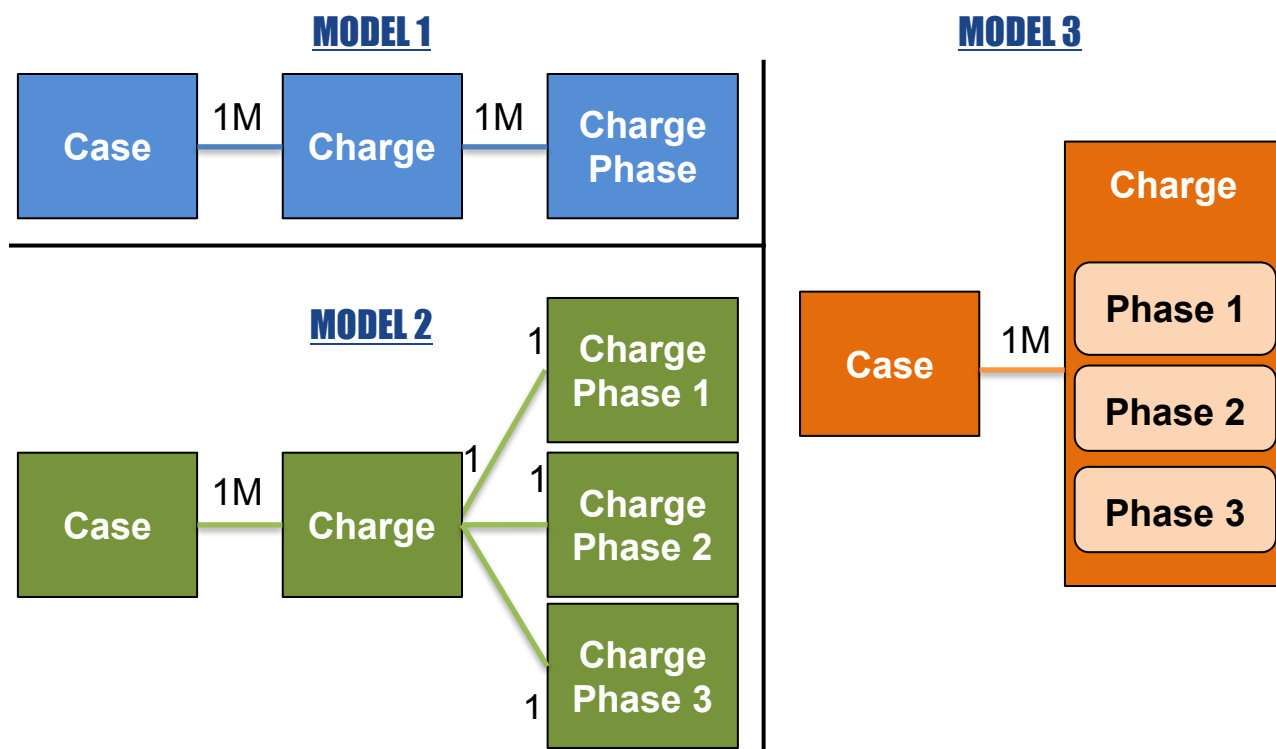 MODEL 1
Case
1M
Charge
1M
Charge
Phase
MODEL 2
Case
1M
Charge
1
1
Charge
Phase 1
1
Charge
Phase 2
1
Charge
Phase 3
MODEL 3
Case
1M
Charge
Phase 1
Phase 2
Phase 3